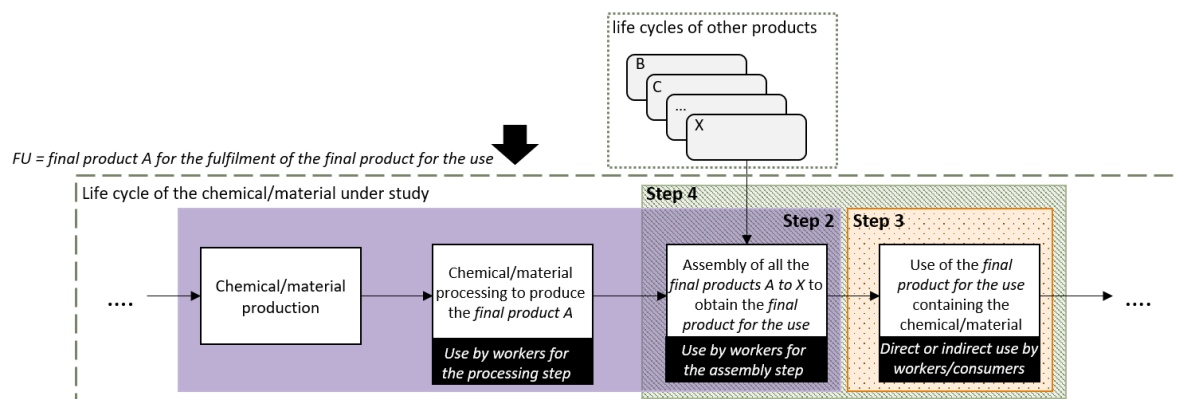 life cycles of other products
B
C
...
X
FU = final product A for the fulfilment of the final product for the use
Life cycle of the chemical/material under study
Step 4
Step 2
Step 3
....
Chemical/material
production
Chemical/material
processing to produce
the final product A
Use by workers for
the processing step
Assembly of all the
final products A to X to
obtain the final
product for the use
Use by workers for
the assembly step
Use of the final
product for the use
containing the
chemical/material
Direct or indirect use by
workers/consumers
....